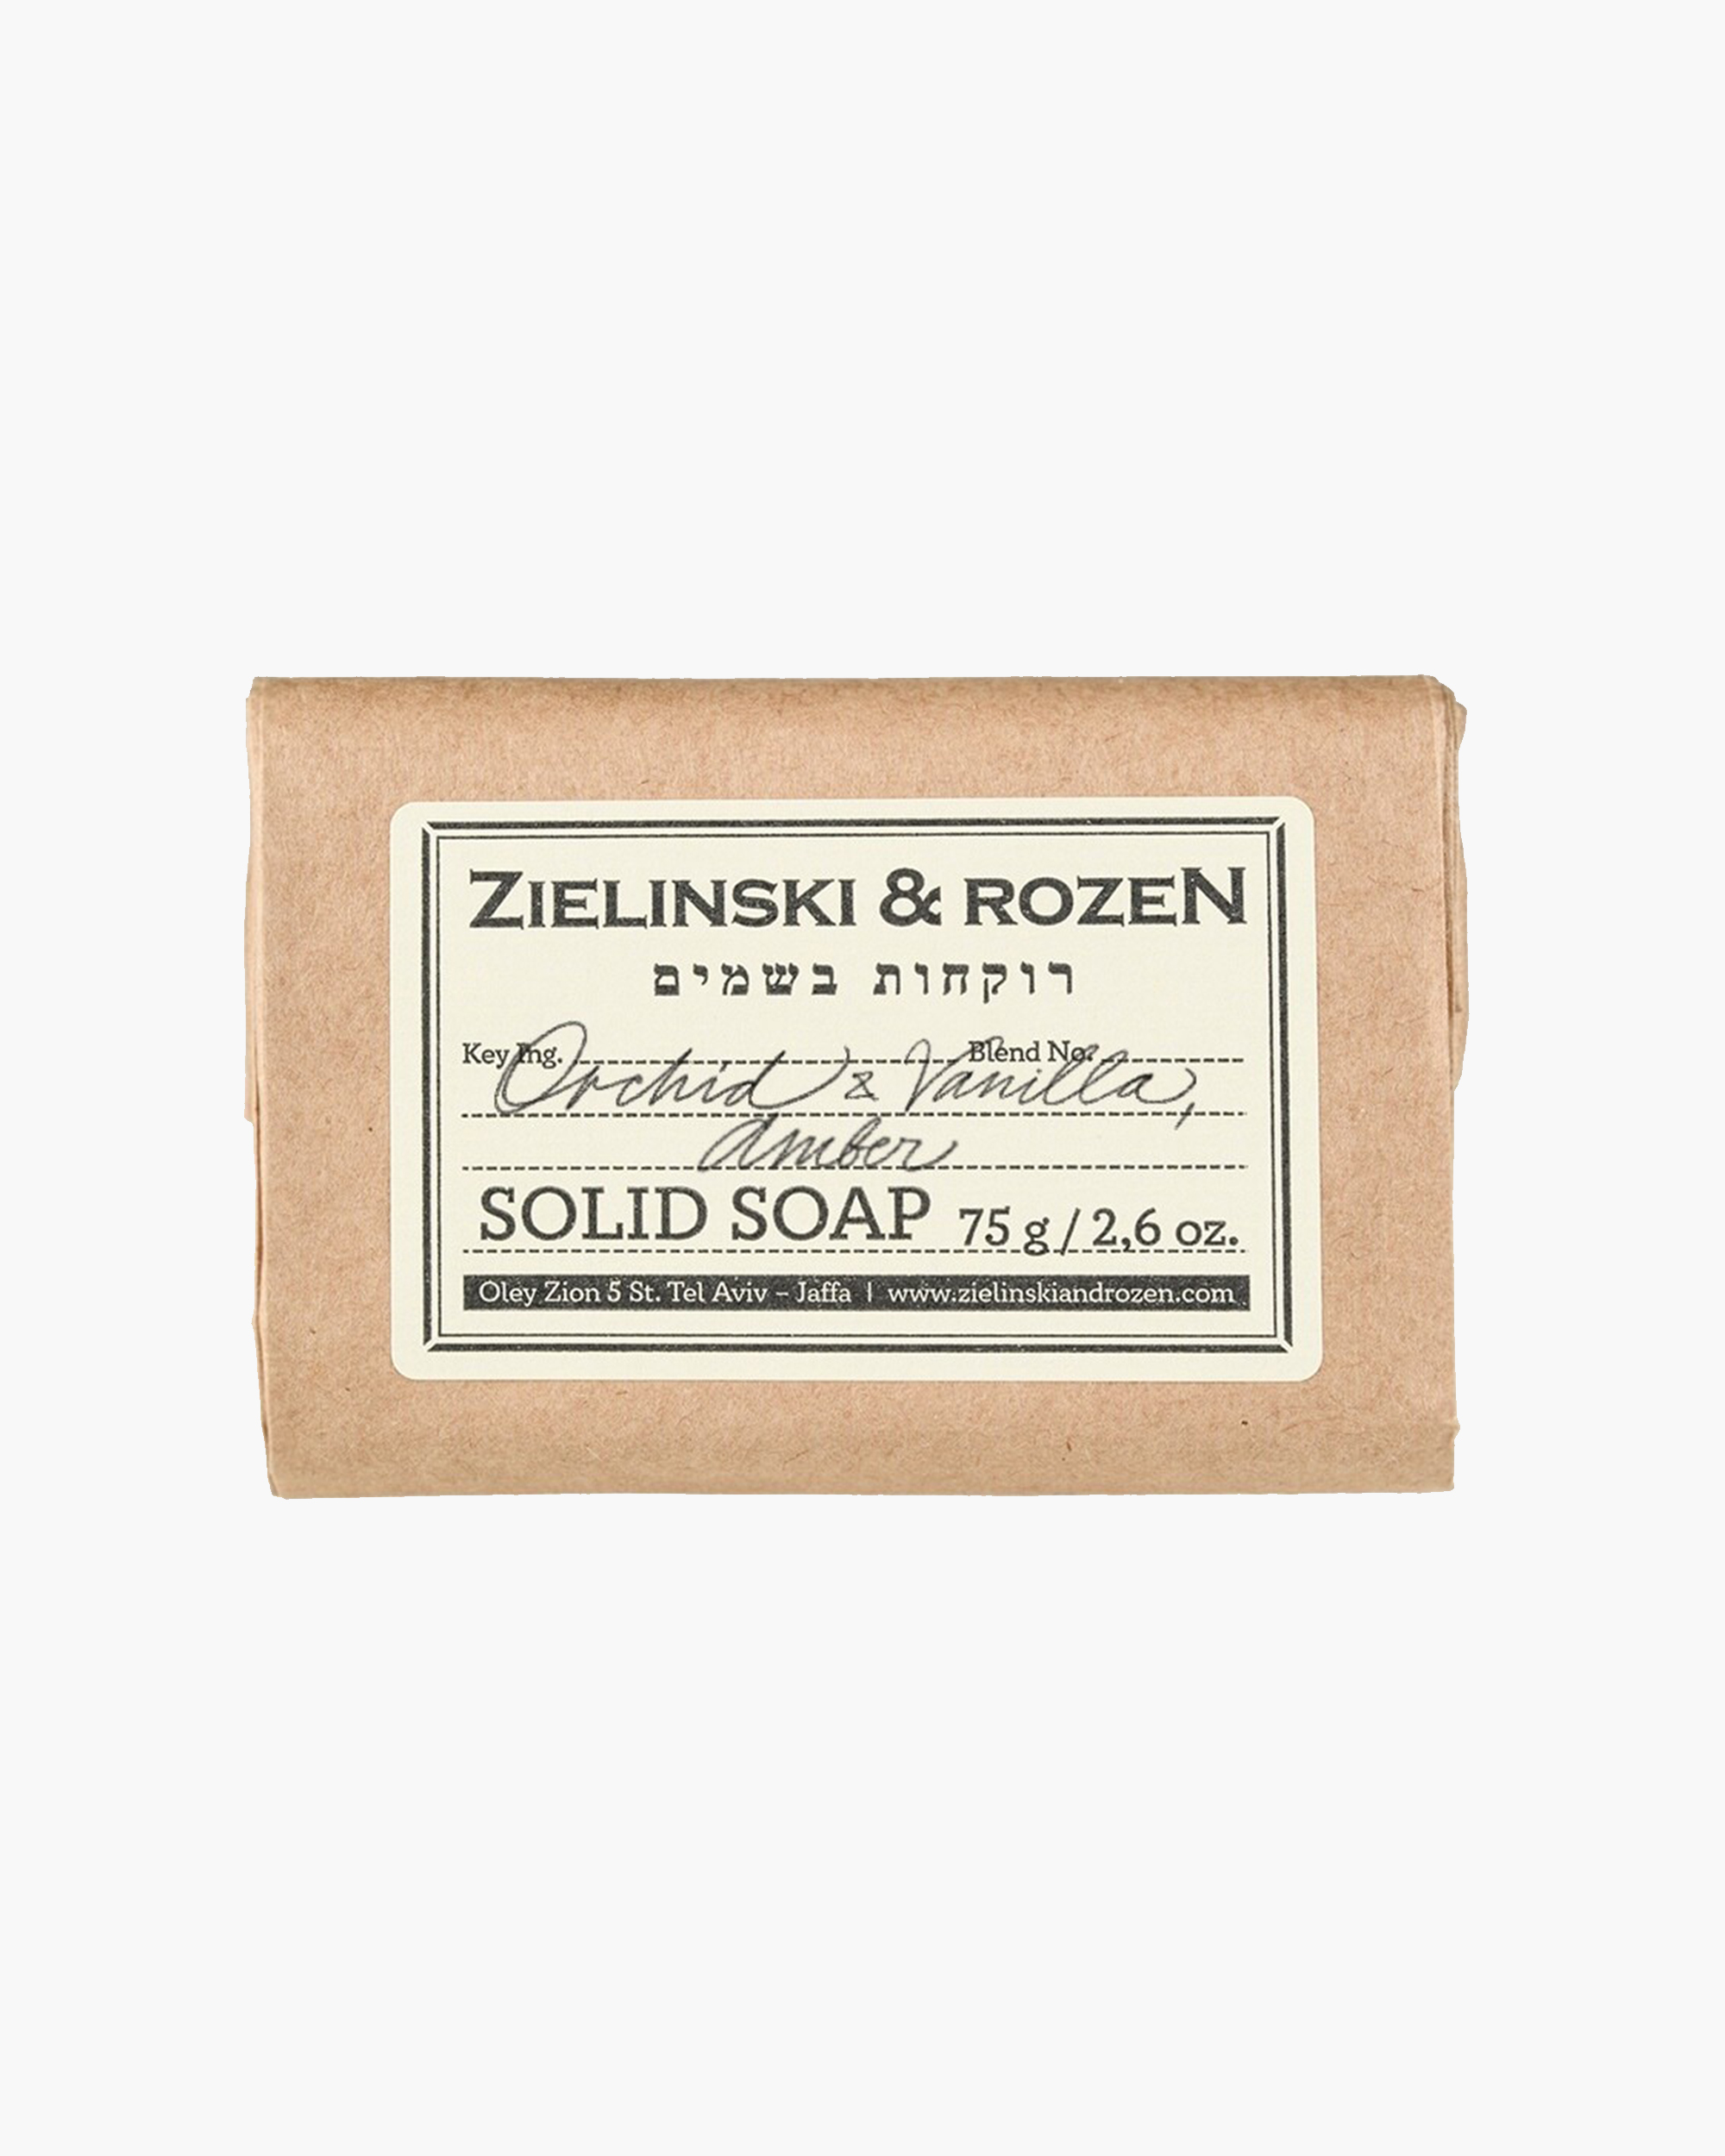 ZIELINSKI & ROZEN
רוקחות בשמים
Key Ing. Blend No.
Orchid & Vanilla,
Amber
SOLID SOAP 75 g / 2,6 oz.
Oley Zion 5 St. Tel Aviv – Jaffa | www.zielinskiandrozen.com